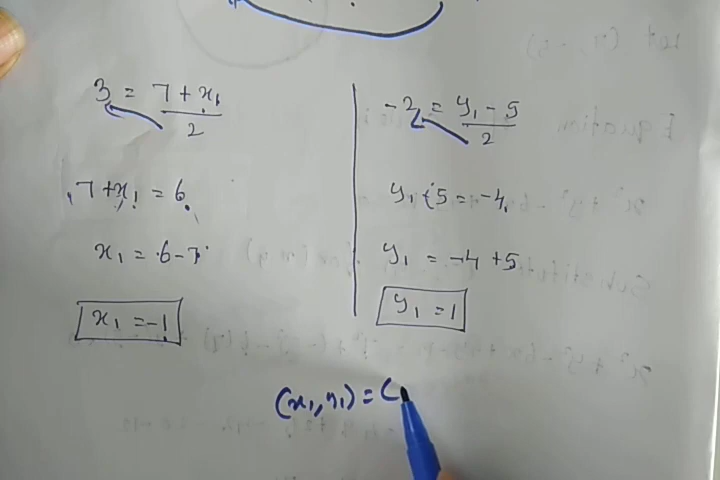 3 = 7 + x₁ / 2
7 + x₁ = 6
x₁ = 6 - 7
x₁ = -1
-2 = y₁ - 5 / 2
y₁ - 5 = -4
y₁ = -4 + 5
y₁ = 1
(x₁, y₁) = (